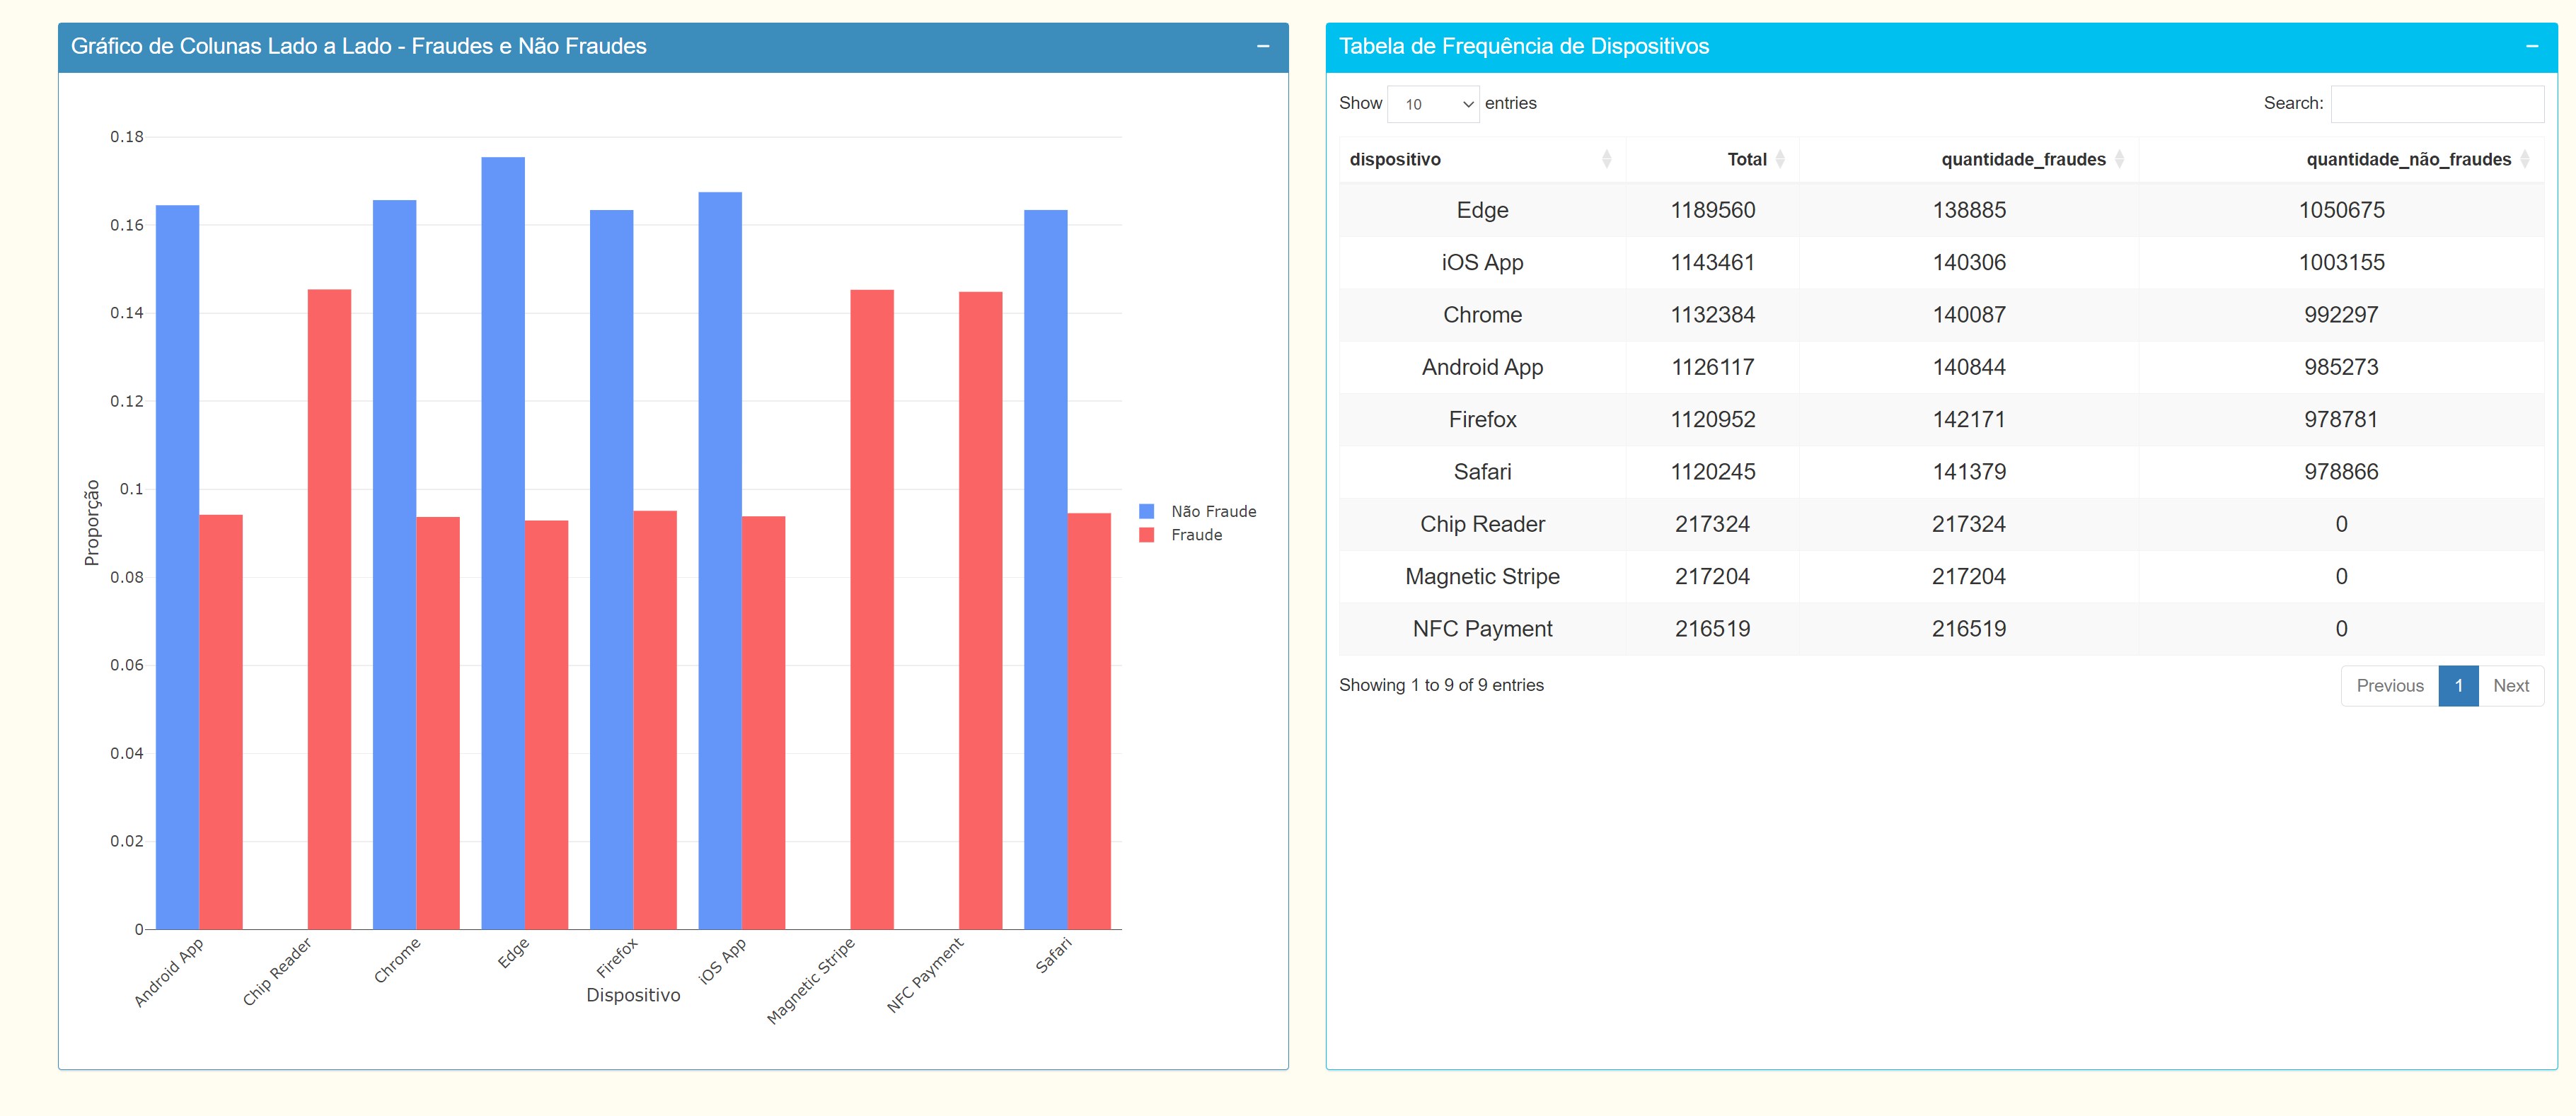 Gráfico de Colunas Lado a Lado - Fraudes e Não Fraudes
0.18
0.16
0.14
0.12
0.1
0.08
0.06
0.04
0.02
0
Proporção
Android App
Chip Reader
Chrome
Edge
Firefox
iOS App
Magnetic Stripe
NFC Payment
Safari
Dispositivo
Não Fraude
Fraude
Tabela de Frequência de Dispositivos
Show 10 entries Search:
dispositivo Total quantidade_fraudes quantidade_não_fraudes
Edge 1189560 138885 1050675
iOS App 1143461 140306 1003155
Chrome 1132384 140087 992297
Android App 1126117 140844 985273
Firefox 1120952 142171 978781
Safari 1120245 141379 978866
Chip Reader 217324 217324 0
Magnetic Stripe 217204 217204 0
NFC Payment 216519 216519 0
Showing 1 to 9 of 9 entries Previous 1 Next